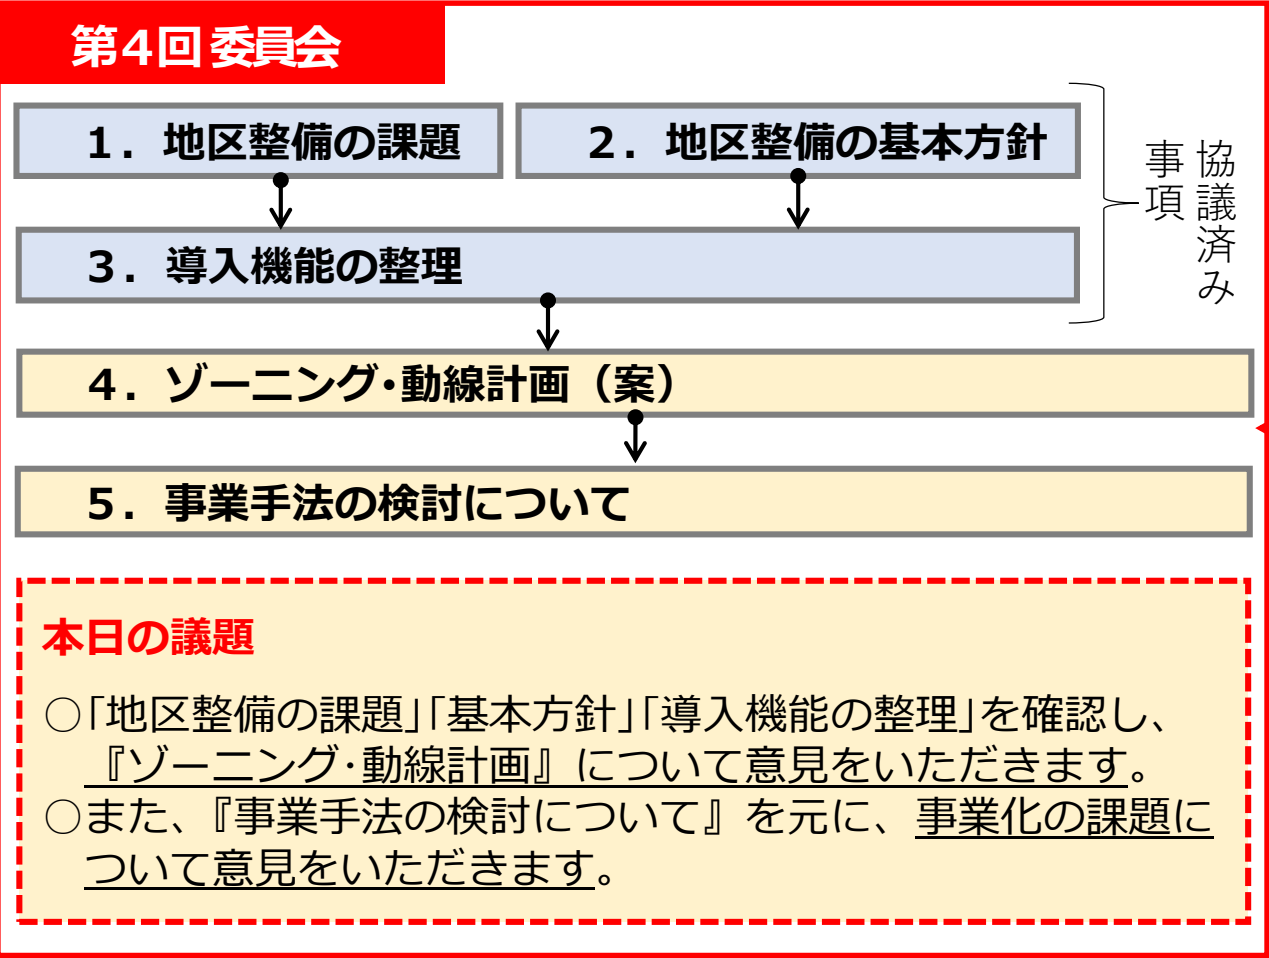 第4回 委員会
1．地区整備の課題
2．地区整備の基本方針
協議済み
事項
3．導入機能の整理
4．ゾーニング・動線計画（案）
5．事業手法の検討について
本日の議題
○｢地区整備の課題｣｢基本方針｣｢導入機能の整理｣を確認し、
『ゾーニング・動線計画』について意見をいただきます。
○また、『事業手法の検討について』を元に、事業化の課題に
ついて意見をいただきます。